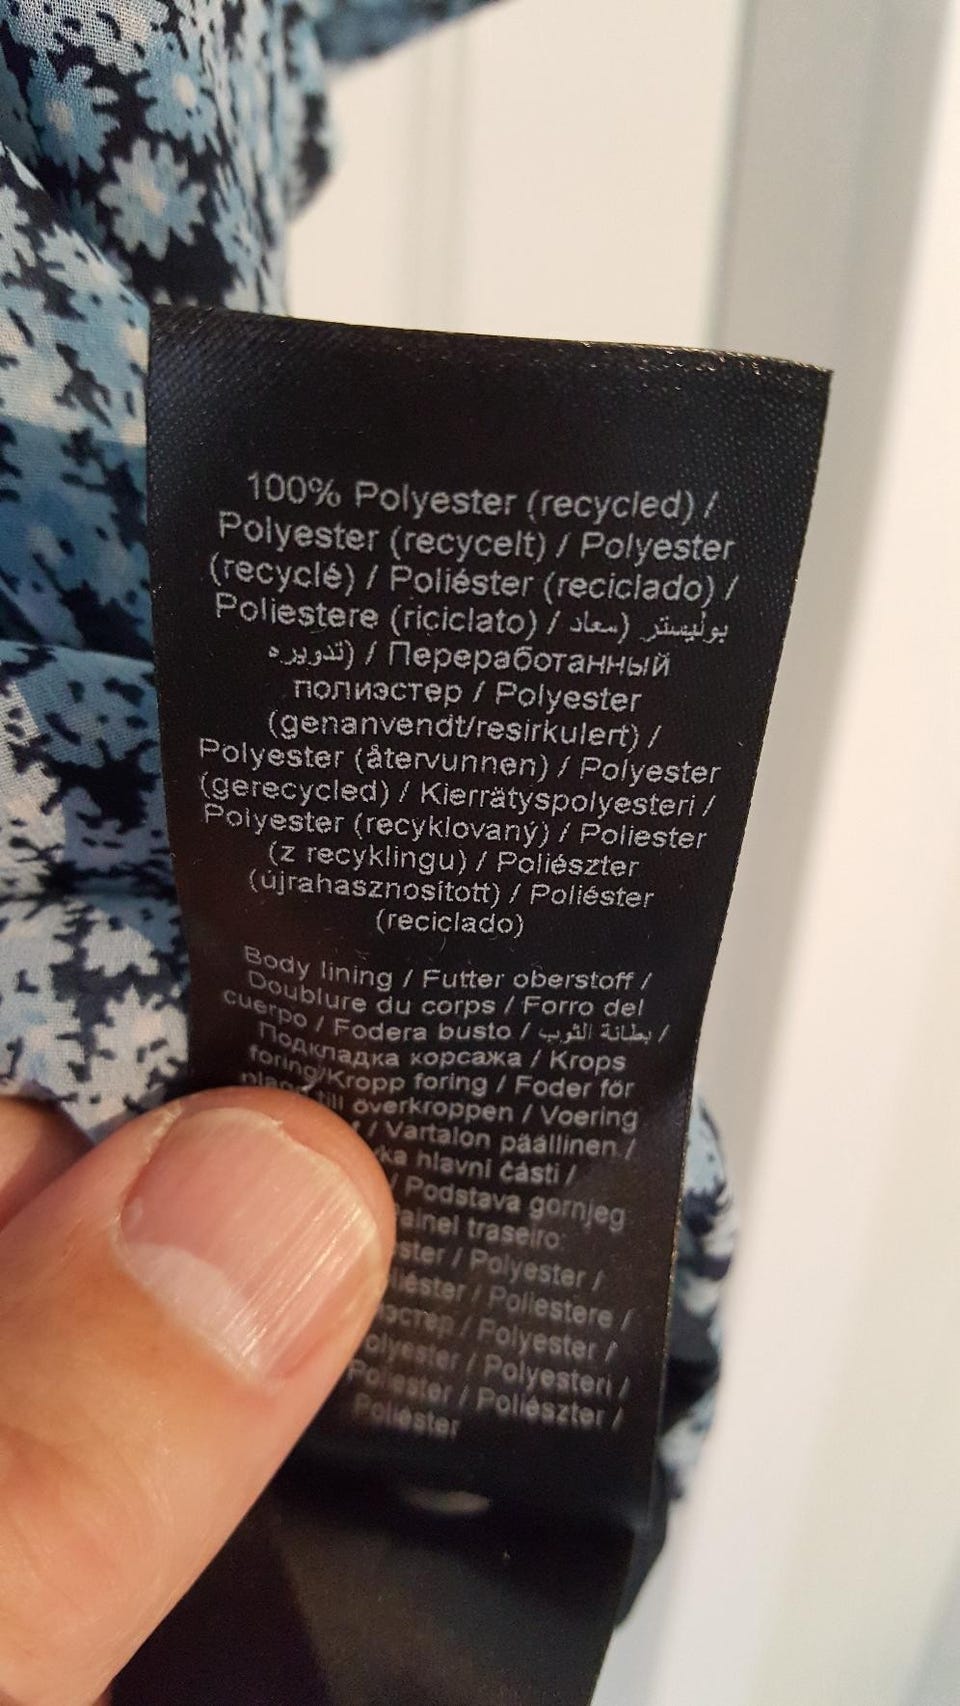 100% Polyester (recycled) /
Polyester (recycelt) / Polyester
(recyclé) / Poliéster (reciclado) /
Poliestere (riciclato) / بوليستر (معاد
تدويره) / Переработанный
полиэстер / Polyester
(genanvendt/resirkulert) /
Polyester (återvunnen) / Polyester
(gerecycled) / Kierrätyspolyesteri /
Polyester (recyklovaný) / Poliester
(z recyklingu) / Poliészter
(újrahasznosított) / Poliéster
(reciclado)
Body lining / Futter oberstoff /
Doublure du corps / Forro del
cuerpo / Fodera busto / بطانة الثوب /
Подкладка корсажа / Krops
foring/Kropp foring / Foder för
till överkroppen / Voering
/ Vartalon päällinen /
hlavní části /
/ Podstava gornjeg
traseiro:
/ Polyester /
/ Poliestere /
/ Polyester /
/ Polyesteri /
Poliester / Poliészter /
Poliéster